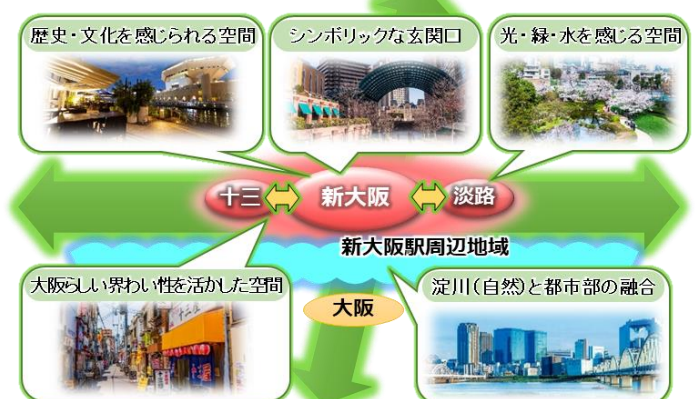 歴史・文化を感じられる空間
シンボリックな玄関口
光・緑・水を感じる空間
十三
新大阪
淡路
新大阪駅周辺地域
大阪らしい界わい性を活かした空間
大阪
淀川(自然)と都市部の融合